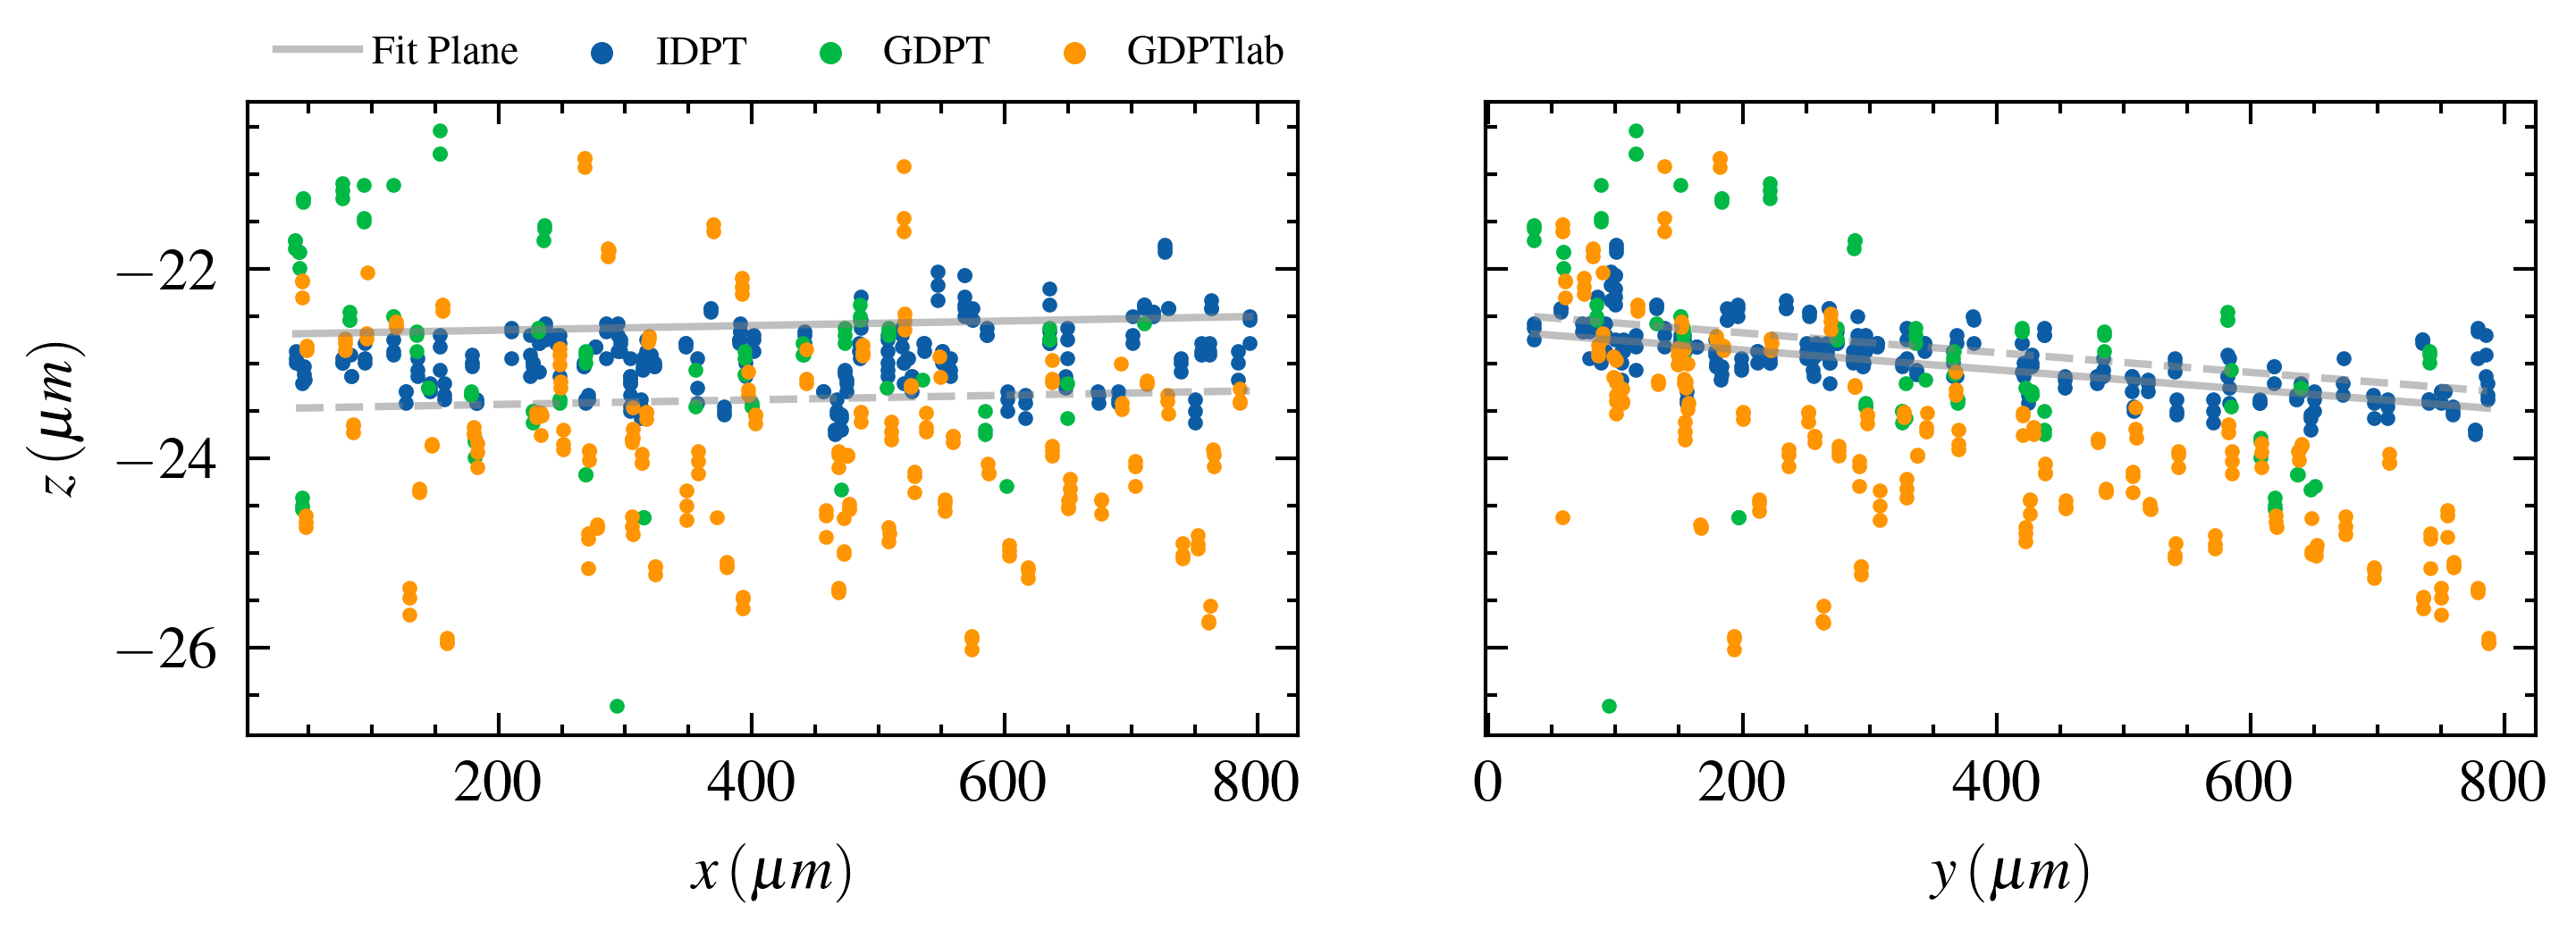 Fit Plane IDPT GDPT GDPTlab
−22
−24
−26
z (μm)
200 400 600 800
x (μm)
0 200 400 600 800
y (μm)